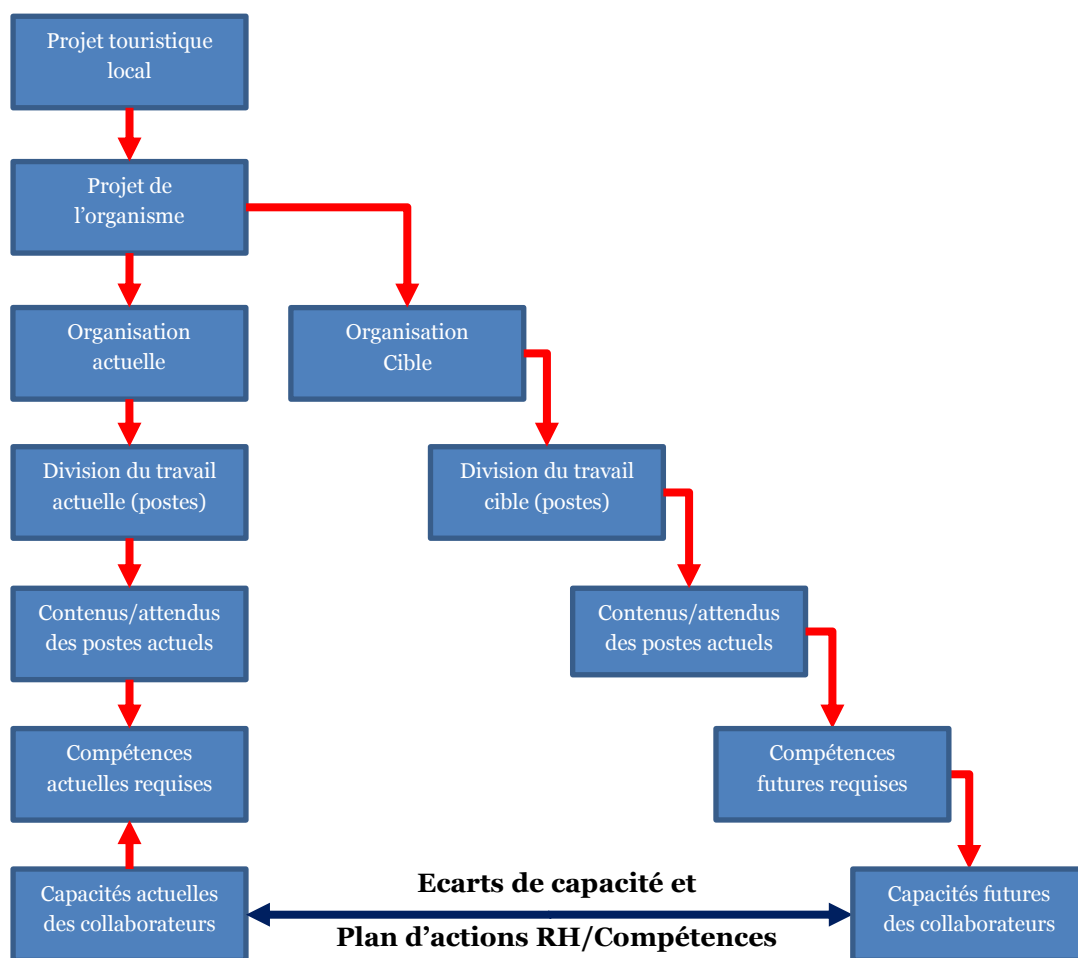 Projet touristique
local
Projet de
l’organisme
Organisation
actuelle
Organisation
Cible
Division du travail
actuelle (postes)
Division du travail
cible (postes)
Contenus/attendus
des postes actuels
Contenus/attendus
des postes actuels
Compétences
actuelles requises
Compétences
futures requises
Capacités actuelles
des collaborateurs
Ecarts de capacité et
Plan d’actions RH/Compétences
Capacités futures
des collaborateurs